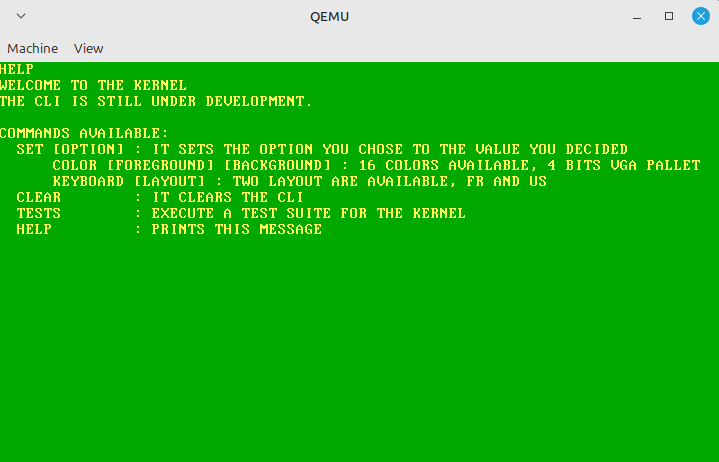 QEMU
Machine View
HELP
WELCOME TO THE KERNEL
THE CLI IS STILL UNDER DEVELOPMENT.
COMMANDS AVAILABLE:
SET [OPTION] : IT SETS THE OPTION YOU CHOSE TO THE VALUE YOU DECIDED
COLOR [FOREGROUND] [BACKGROUND] : 16 COLORS AVAILABLE, 4 BITS VGA PALLET
KEYBOARD [LAYOUT] : TWO LAYOUT ARE AVAILABLE, FR AND US
CLEAR : IT CLEARS THE CLI
TESTS : EXECUTE A TEST SUITE FOR THE KERNEL
HELP : PRINTS THIS MESSAGE